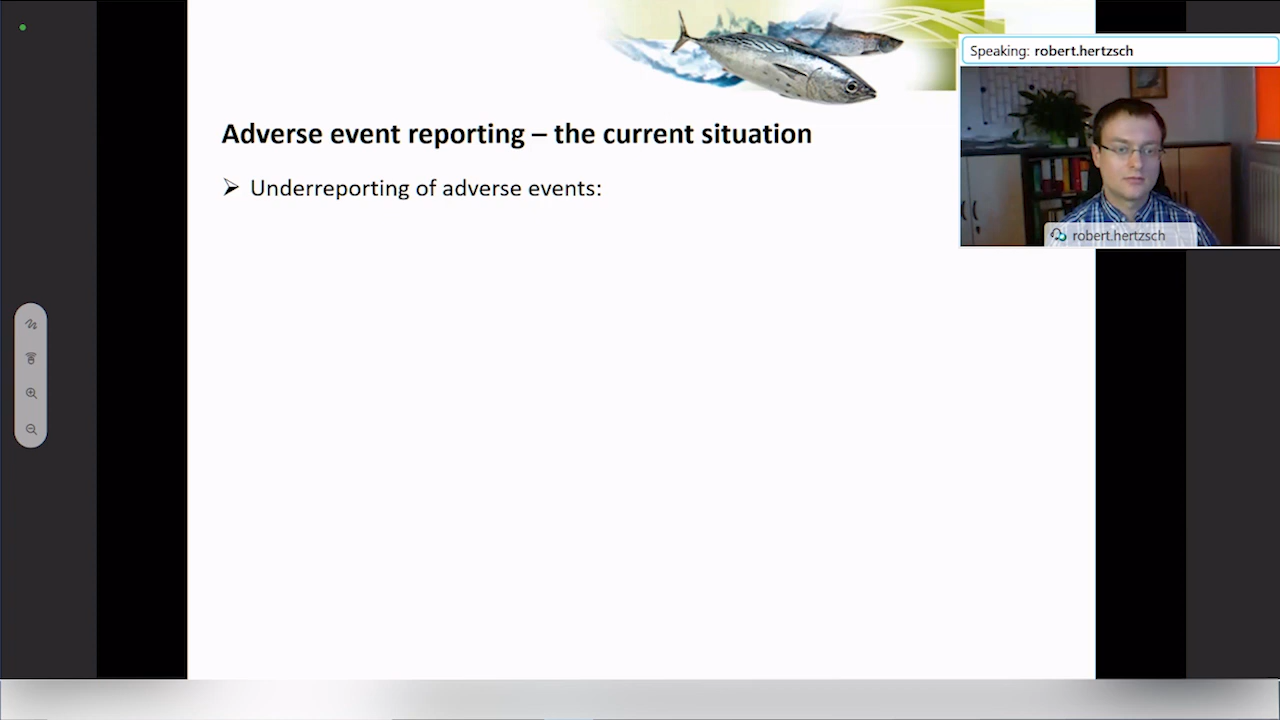 Speaking: robert.hertzsch
Adverse event reporting – the current situation
➢ Underreporting of adverse events:
robert.hertzsch